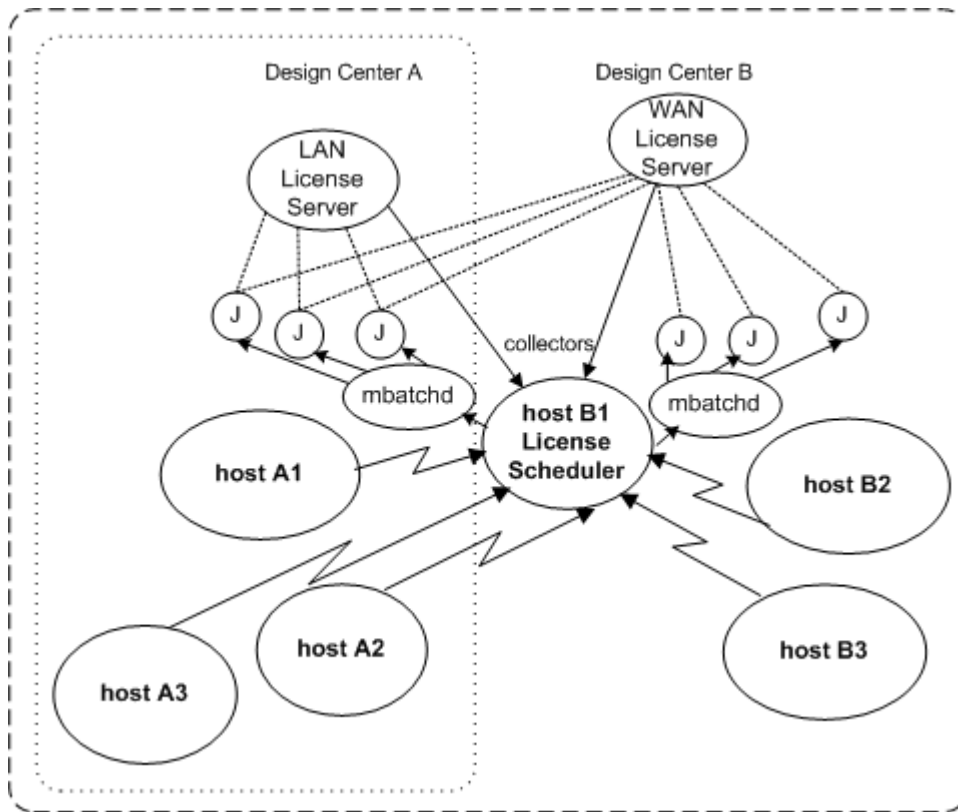 Design Center A
Design Center B
LAN
License
Server
WAN
License
Server
J
J
J
J
J
J
collectors
mbatchd
mbatchd
host B1
License
Scheduler
host A1
host B2
host A2
host B3
host A3